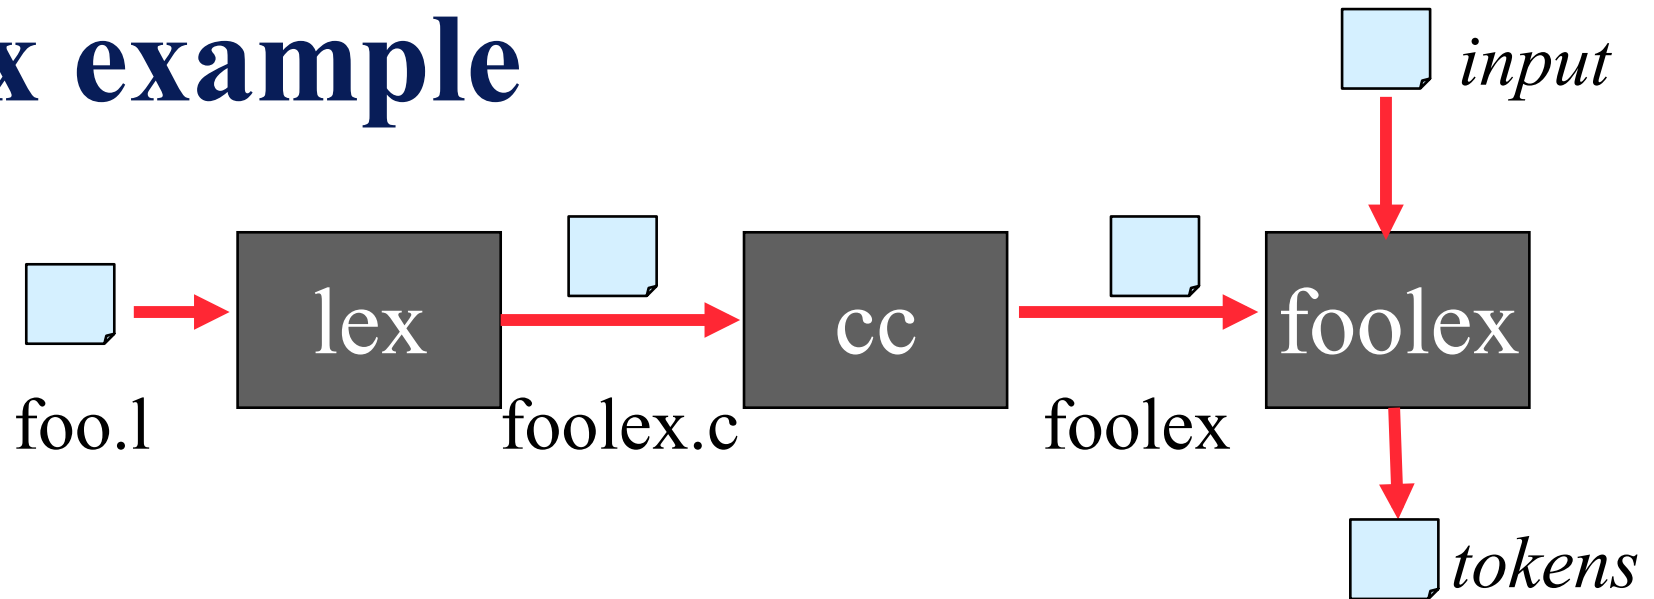 x example
input
lex
cc
foolex
foo.l
foolex.c
foolex
tokens